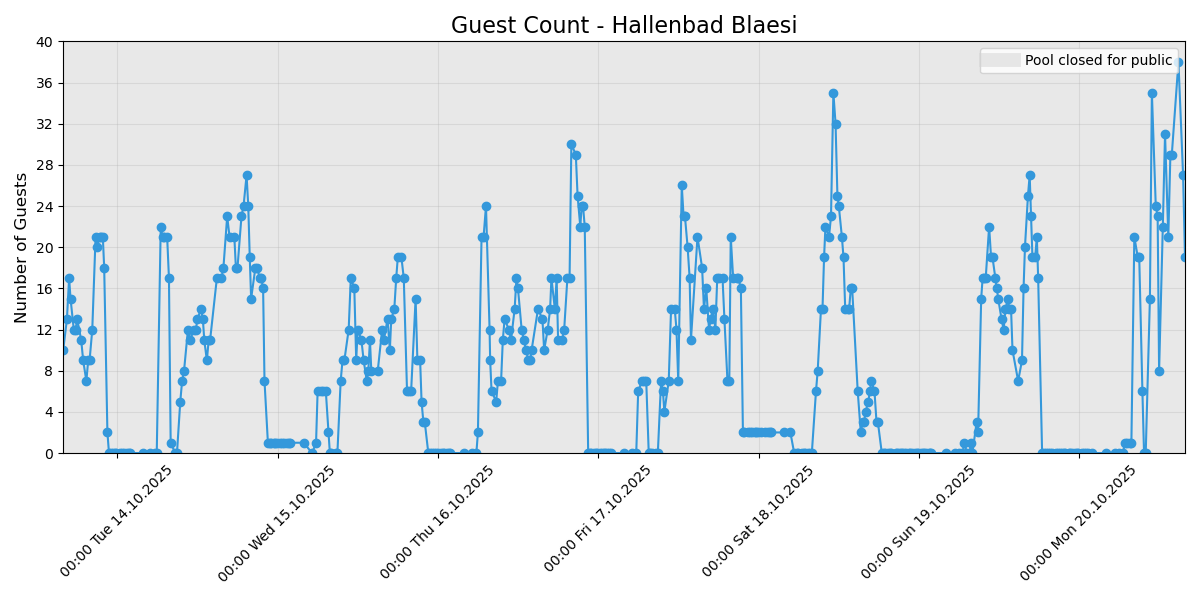 Guest Count - Hallenbad Blaesi
Pool closed for public
Number of Guests
40
36
32
28
24
20
16
12
8
4
0
00:00 Tue 14.10.2025
00:00 Wed 15.10.2025
00:00 Thu 16.10.2025
00:00 Fri 17.10.2025
00:00 Sat 18.10.2025
00:00 Sun 19.10.2025
00:00 Mon 20.10.2025